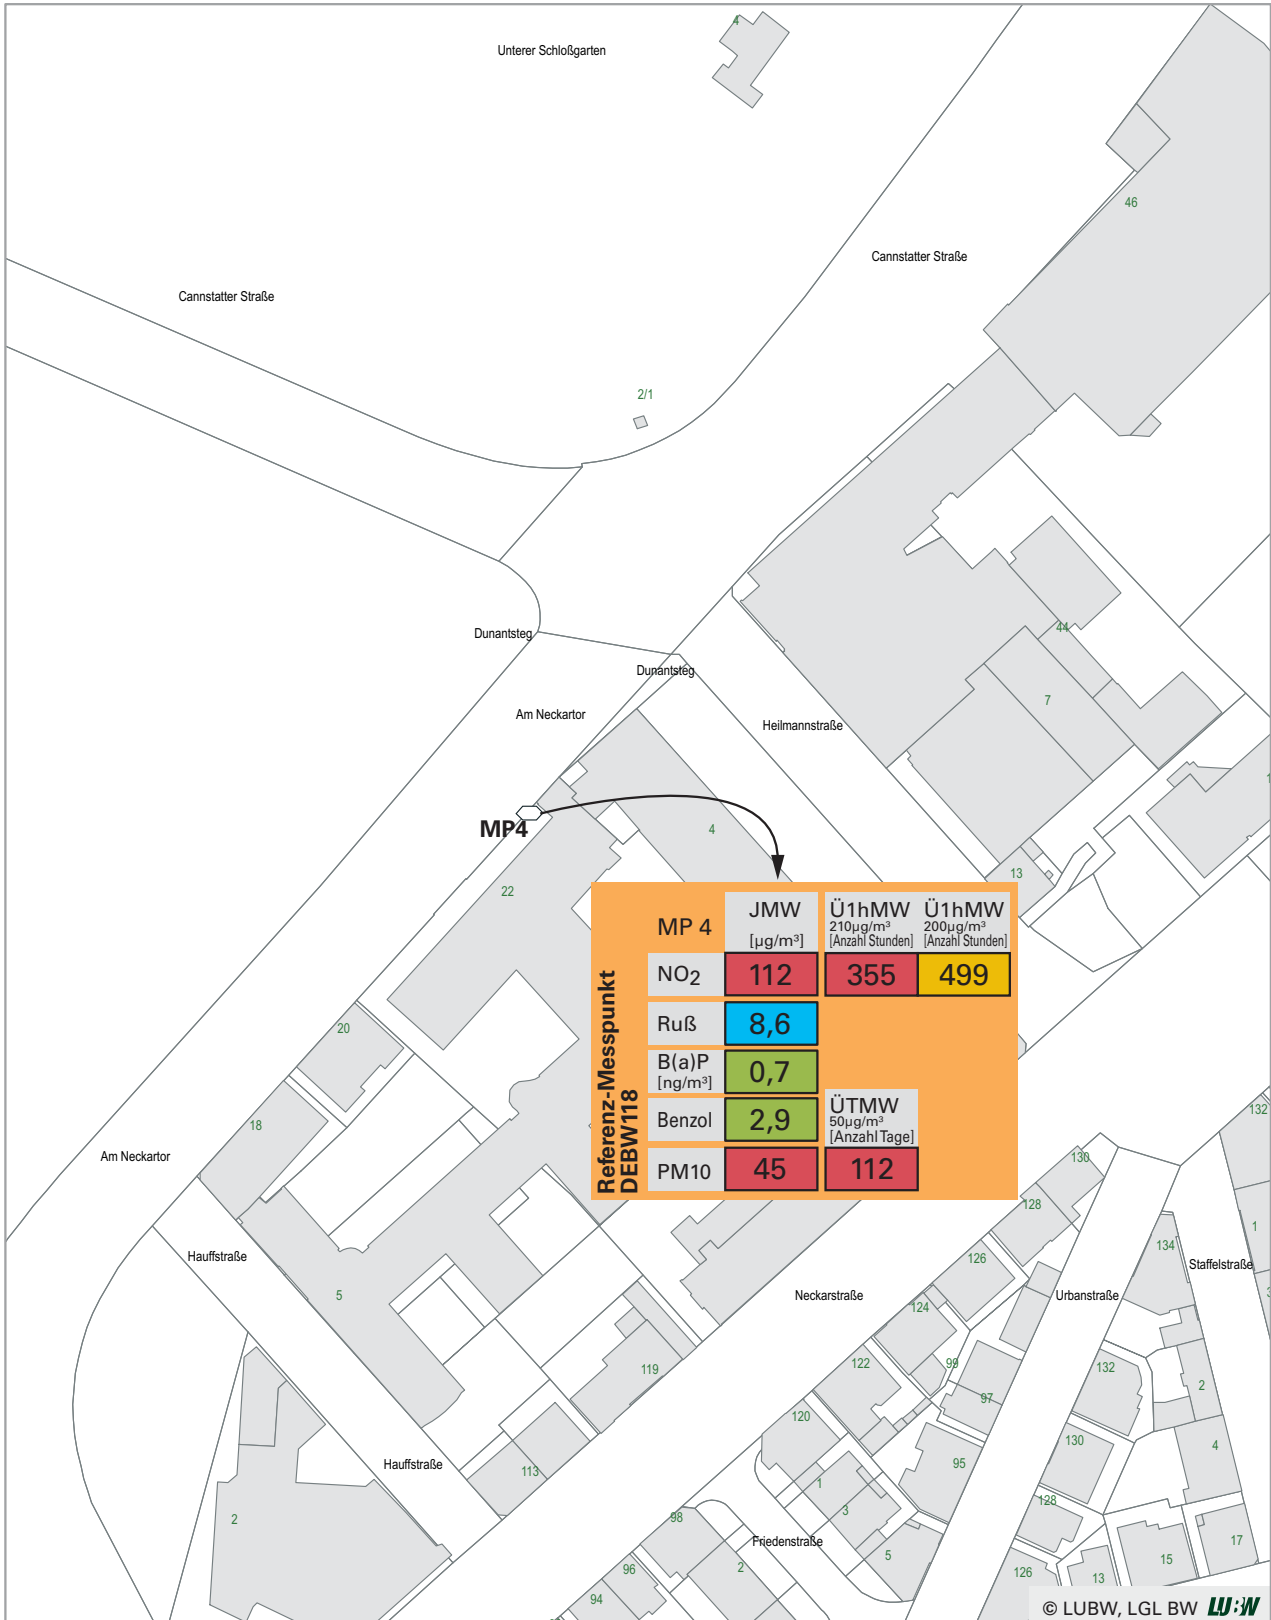 4
Unterer Schloßgarten
46
Cannstatter Straße
Cannstatter Straße
2/1
Dunantsteg
44
Dunantsteg
7
Am Neckartor
Heilmannstraße
MP4
4
13
22
Referenz-Messpunkt
DEBW118
MP 4
JMW
[µg/m³]
Ü1hMW
210µg/m³
[Anzahl Stunden]
Ü1hMW
200µg/m³
[Anzahl Stunden]
NO2
112
355
499
Ruß
8,6
B(a)P
[ng/m³]
0,7
Benzol
2,9
ÜTMW
50µg/m³
[Anzahl Tage]
PM10
45
112
20
18
132
Am Neckartor
130
128
1
134
Hauffstraße
126
Staffelstraße
5
Neckarstraße
Urbanstraße
124
119
122
99
132
2
97
120
130
4
Hauffstraße
95
113
1
128
3
2
98
Friedenstraße
17
5
15
96
2
126
13
94
© LUBW, LGL BW LUBW